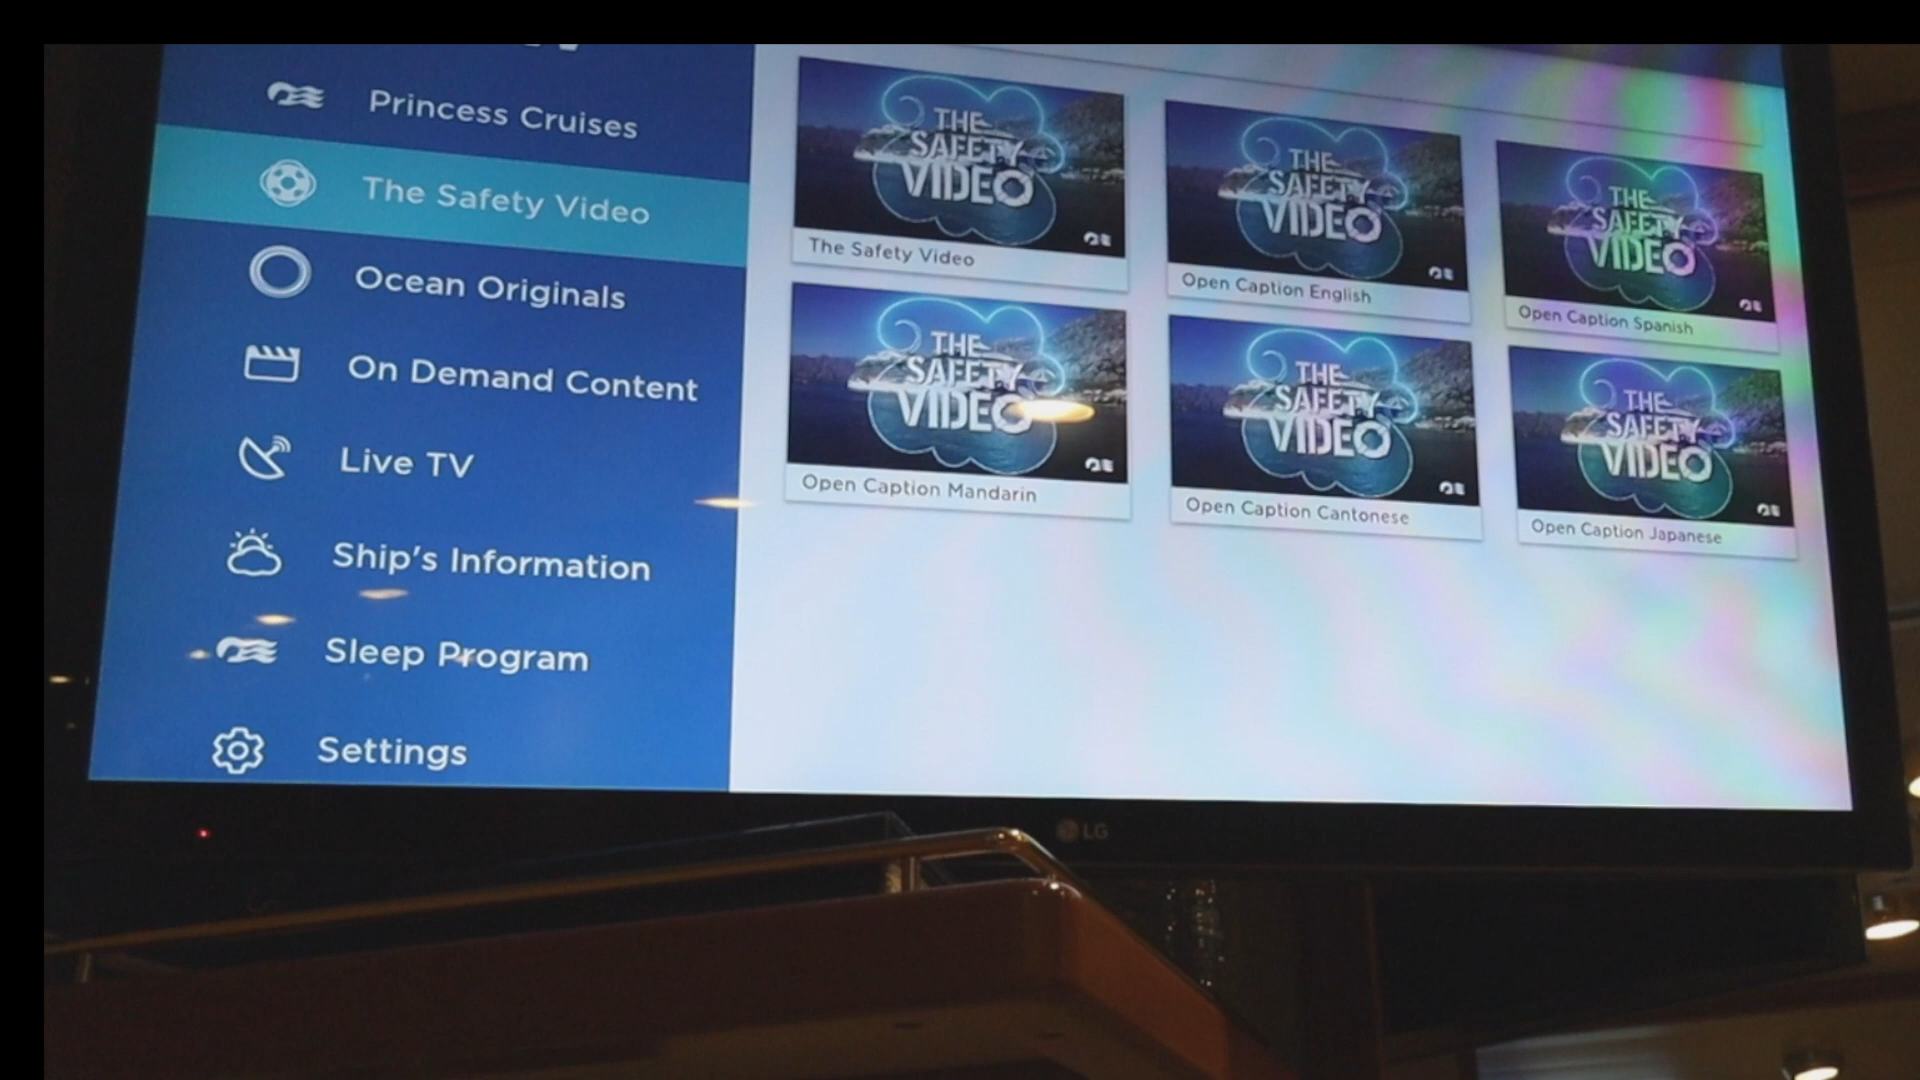 Princess Cruises
The Safety Video
Ocean Originals
On Demand Content
Live TV
Ship's Information
Sleep Program
Settings
THE
SAFETY
VIDEO
The Safety Video
THE
SAFETY
VIDEO
Open Caption English
THE
SAFETY
VIDEO
Open Caption Spanish
THE
SAFETY
VIDEO
Open Caption Mandarin
THE
SAFETY
VIDEO
Open Caption Cantonese
THE
SAFETY
VIDEO
Open Caption Japanese
LG